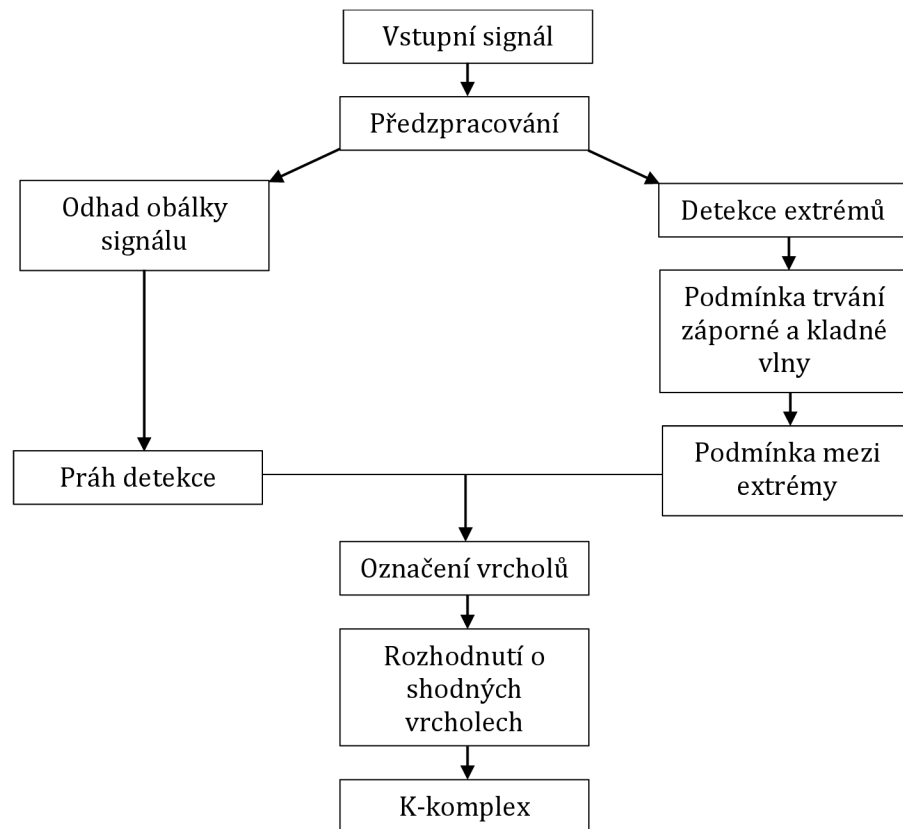 Vstupní signál
Předzpracování
Odhad obálky
signálu
Detekce extrémů
Podmínka trvání
záporné a kladné
vlny
Práh detekce
Podmínka mezi
extrémy
Označení vrcholů
Rozhodnutí o
shodných
vrcholech
K-komplex